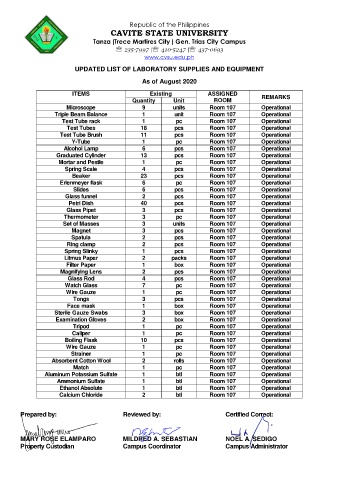 Republic of the Philippines
CAVITE STATE UNIVERSITY
Tanza (Trece Martires City) Gen. Trias City Campus
www.cvsu.edu.ph
UPDATED LIST OF LABORATORY SUPPLIES AND EQUIPMENT
As of August 2020
ITEMS Existing ASSIGNED ROOM REMARKS
Quantity Unit
Microscope 9 units Room 107 Operational
Triple Beam Balance 1 unit Room 107 Operational
Test Tube rack 1 pc Room 107 Operational
Test Tubes 18 pcs Room 107 Operational
Test Tube Brush 11 pcs Room 107 Operational
Y-Tube 1 pc Room 107 Operational
Alcohol Lamp 6 pcs Room 107 Operational
Graduated Cylinder 13 pcs Room 107 Operational
Mortar and Pestle 1 pc Room 107 Operational
Spring Scale 4 pcs Room 107 Operational
Beaker 23 pcs Room 107 Operational
Erlenmeyer flask 6 pc Room 107 Operational
Slides 6 pcs Room 107 Operational
Glass funnel 2 pcs Room 107 Operational
Petri Dish 40 pcs Room 107 Operational
Glass Pipet 3 pcs Room 107 Operational
Thermometer 3 pc Room 107 Operational
Set of Masses 3 units Room 107 Operational
Magnet 3 pcs Room 107 Operational
Spatula 2 pcs Room 107 Operational
Ring clamp 2 pcs Room 107 Operational
Spring Slinky 1 pcs Room 107 Operational
Litmus Paper 2 packs Room 107 Operational
Filter Paper 1 box Room 107 Operational
Magnifying Lens 2 pcs Room 107 Operational
Glass Rod 4 pcs Room 107 Operational
Watch Glass 7 pc Room 107 Operational
Wire Gauze 1 pc Room 107 Operational
Tongs 3 pcs Room 107 Operational
Face mask 1 box Room 107 Operational
Sterile Gauze Swabs 3 box Room 107 Operational
Examination Gloves 2 box Room 107 Operational
Tripod 1 pc Room 107 Operational
Caliper 1 pc Room 107 Operational
Boiling Flask 10 pcs Room 107 Operational
Wire Gauze 1 pc Room 107 Operational
Strainer 1 pc Room 107 Operational
Absorbent Cotton Wool 2 rolls Room 107 Operational
Match 1 pc Room 107 Operational
Aluminum Potassium Sulfate 1 btl Room 107 Operational
Ammonium Sulfate 1 btl Room 107 Operational
Ethanol Absolute 1 btl Room 107 Operational
Calcium Chloride 2 btl Room 107 Operational
Prepared by: Reviewed by: Certified Correct:
MARY ROSE ELAMPARO MILDRED A. SEBASTIAN NOEL A. SEDIGO
Property Custodian Campus Coordinator Campus Administrator